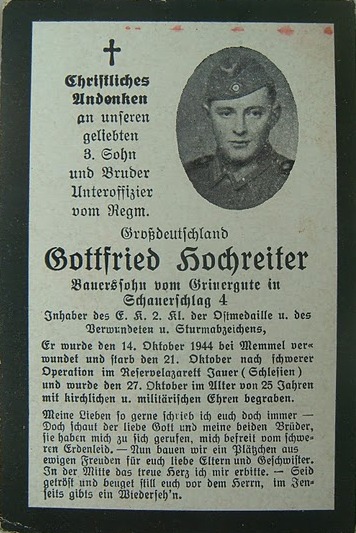 Christliches
Andenken
an unseren
geliebten
3. Sohn
und Bruder
Unteroffizier
vom Regm.
Großdeutschland
Gottfried Hochreiter
Bauerssohn vom Grinergute in
Schauerschlag 4
Inhaber des E. K. 2 Kl. der Ostmedaille u. des
Verwundeten u. Sturmabzeichens,
Er wurde den 14. Oktober 1944 bei Memmel ver-
wundet und starb den 21. Oktober nach schwerer
Operation im Reservelazarett Jauer (Schlesien)
und wurde den 27. Oktober im Alter von 25 Jahren
mit kirchlichen u. militärischen Ehren begraben.
Meine Lieben so gerne schrieb ich euch doch immer —
Doch schaut der liebe Gott und meine beiden Brüder,
sie haben mich zu sich gerufen, mich befreit vom schwe-
ren Erdenleid. — Nun bauen wir ein Plätzchen aus
ewigen Freuden für euch liebe Eltern und Geschwister.
In der Mitte das treue Herz ich mir erbitte. — Seid
getröst und beuget still euch vor dem Herrn, im Jen-
seits gibts ein Wiederseh'n.